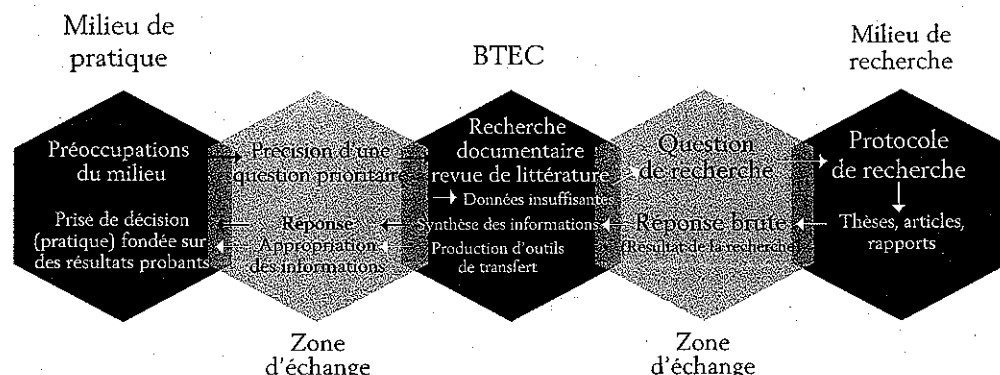 Milieu de
pratique
BTEC
Milieu de
recherche
Préoccupations
du milieu
Prise de décision
(pratique) fondée sur
des résultats probants
Précision d'une
question prioritaire
Réponse
Appropriation
des informations
Recherche
documentaire
revue de littérature
Données insuffisantes
Synthèse des informations
Production d'outils
de transfert
Question
de recherche
Réponse brute
(Résultat de la recherche)
Protocole
de recherche
Thèses, articles,
rapports
Zone
d'échange
Zone
d'échange